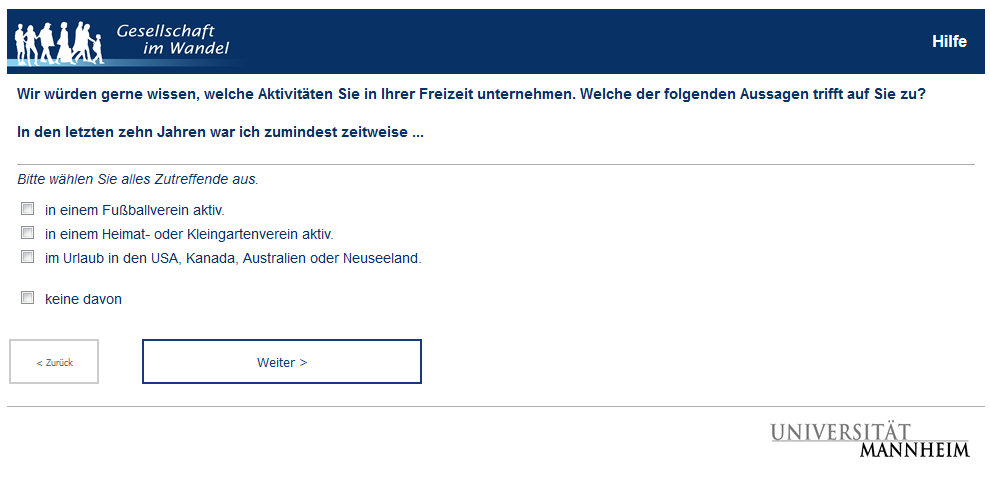 Gesellschaft
im Wandel
Hilfe
Wir würden gerne wissen, welche Aktivitäten Sie in Ihrer Freizeit unternehmen. Welche der folgenden Aussagen trifft auf Sie zu?
In den letzten zehn Jahren war ich zumindest zeitweise ...
Bitte wählen Sie alles Zutreffende aus.
in einem Fußballverein aktiv.
in einem Heimat- oder Kleingartenverein aktiv.
im Urlaub in den USA, Kanada, Australien oder Neuseeland.
keine davon
< Zurück
Weiter >
UNIVERSITÄT
MANNHEIM